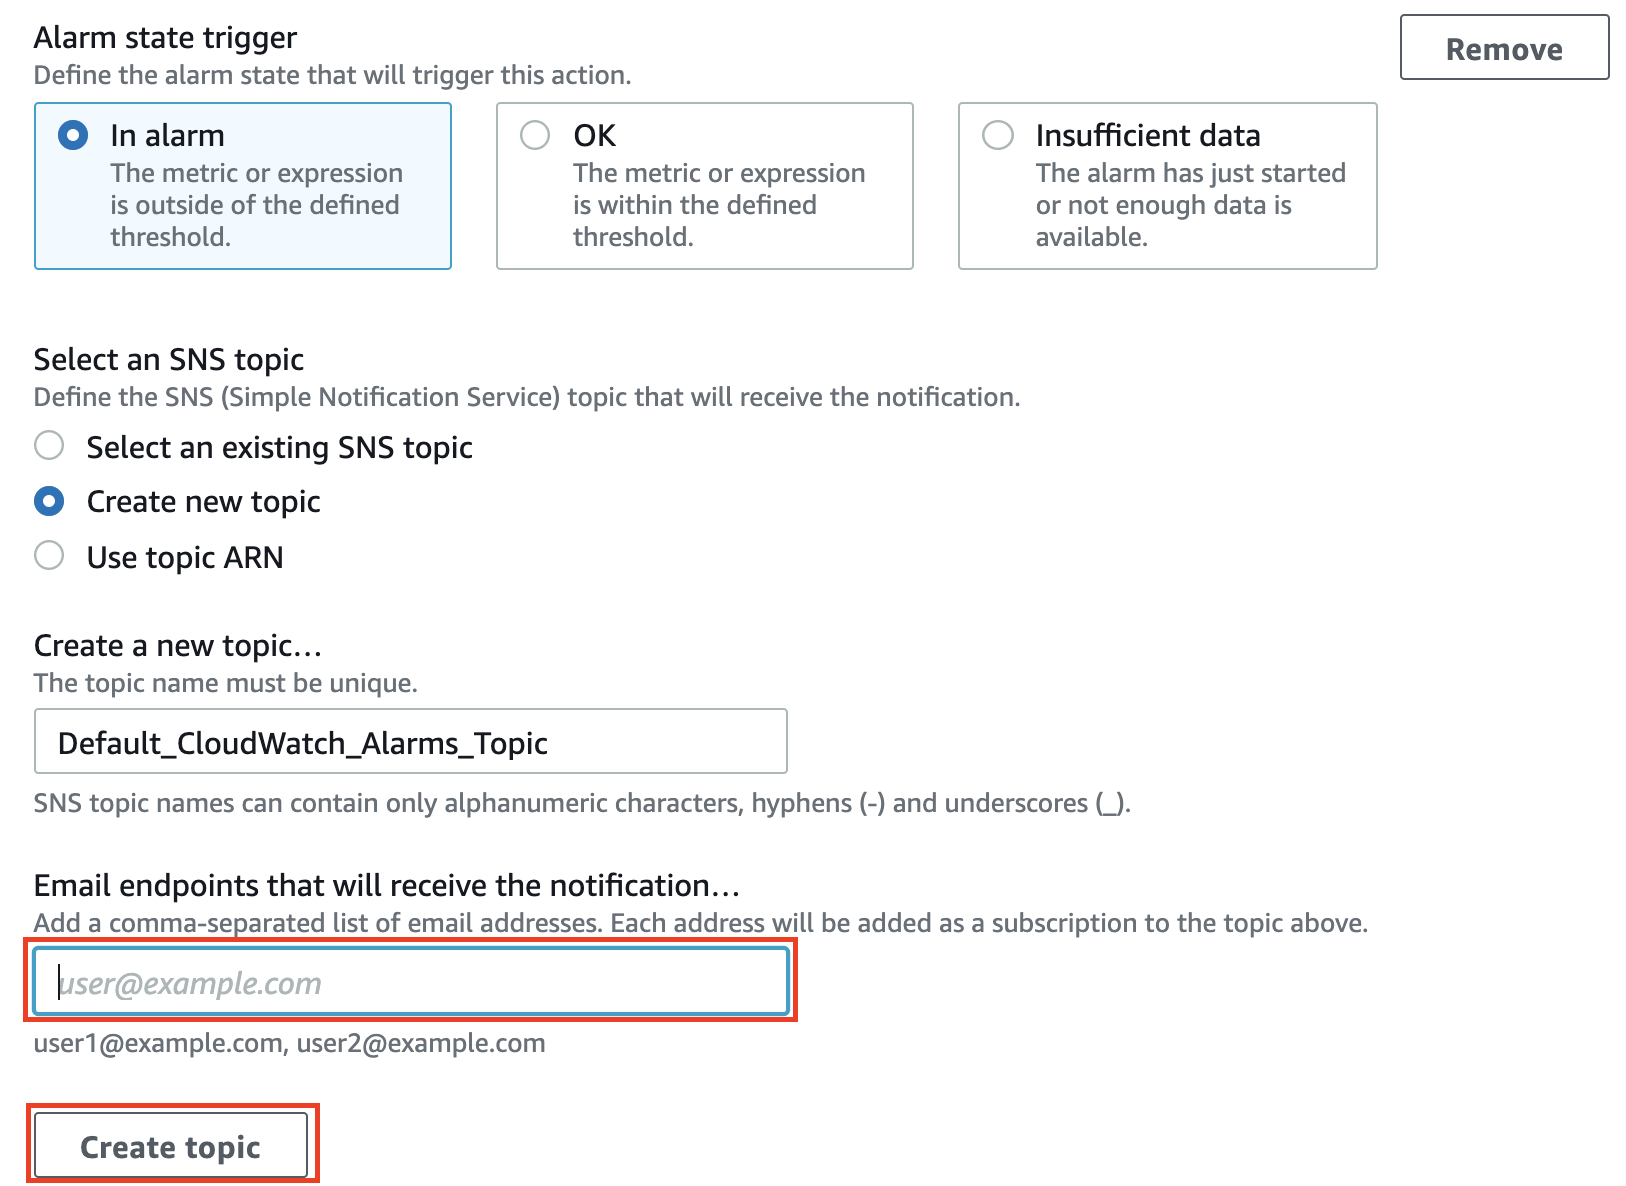 Alarm state trigger
Remove
Define the alarm state that will trigger this action.
In alarm
The metric or expression
is outside of the defined
threshold.
OK
The metric or expression
is within the defined
threshold.
Insufficient data
The alarm has just started
or not enough data is
available.
Select an SNS topic
Define the SNS (Simple Notification Service) topic that will receive the notification.
Select an existing SNS topic
Create new topic
Use topic ARN
Create a new topic…
The topic name must be unique.
Default_CloudWatch_Alarms_Topic
SNS topic names can contain only alphanumeric characters, hyphens (-) and underscores (_).
Email endpoints that will receive the notification…
Add a comma-separated list of email addresses. Each address will be added as a subscription to the topic above.
user@example.com
user1@example.com, user2@example.com
Create topic